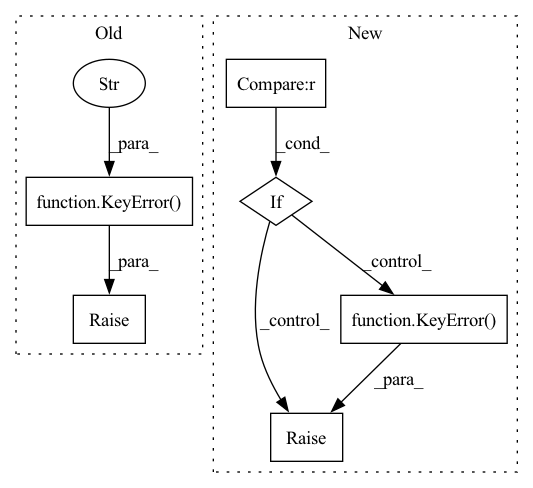 Old
New
Str
Compare:r
_para_
_cond_
function.KeyError()
If
_para_
_control_
_control_
Raise
function.KeyError()
_para_
Raise